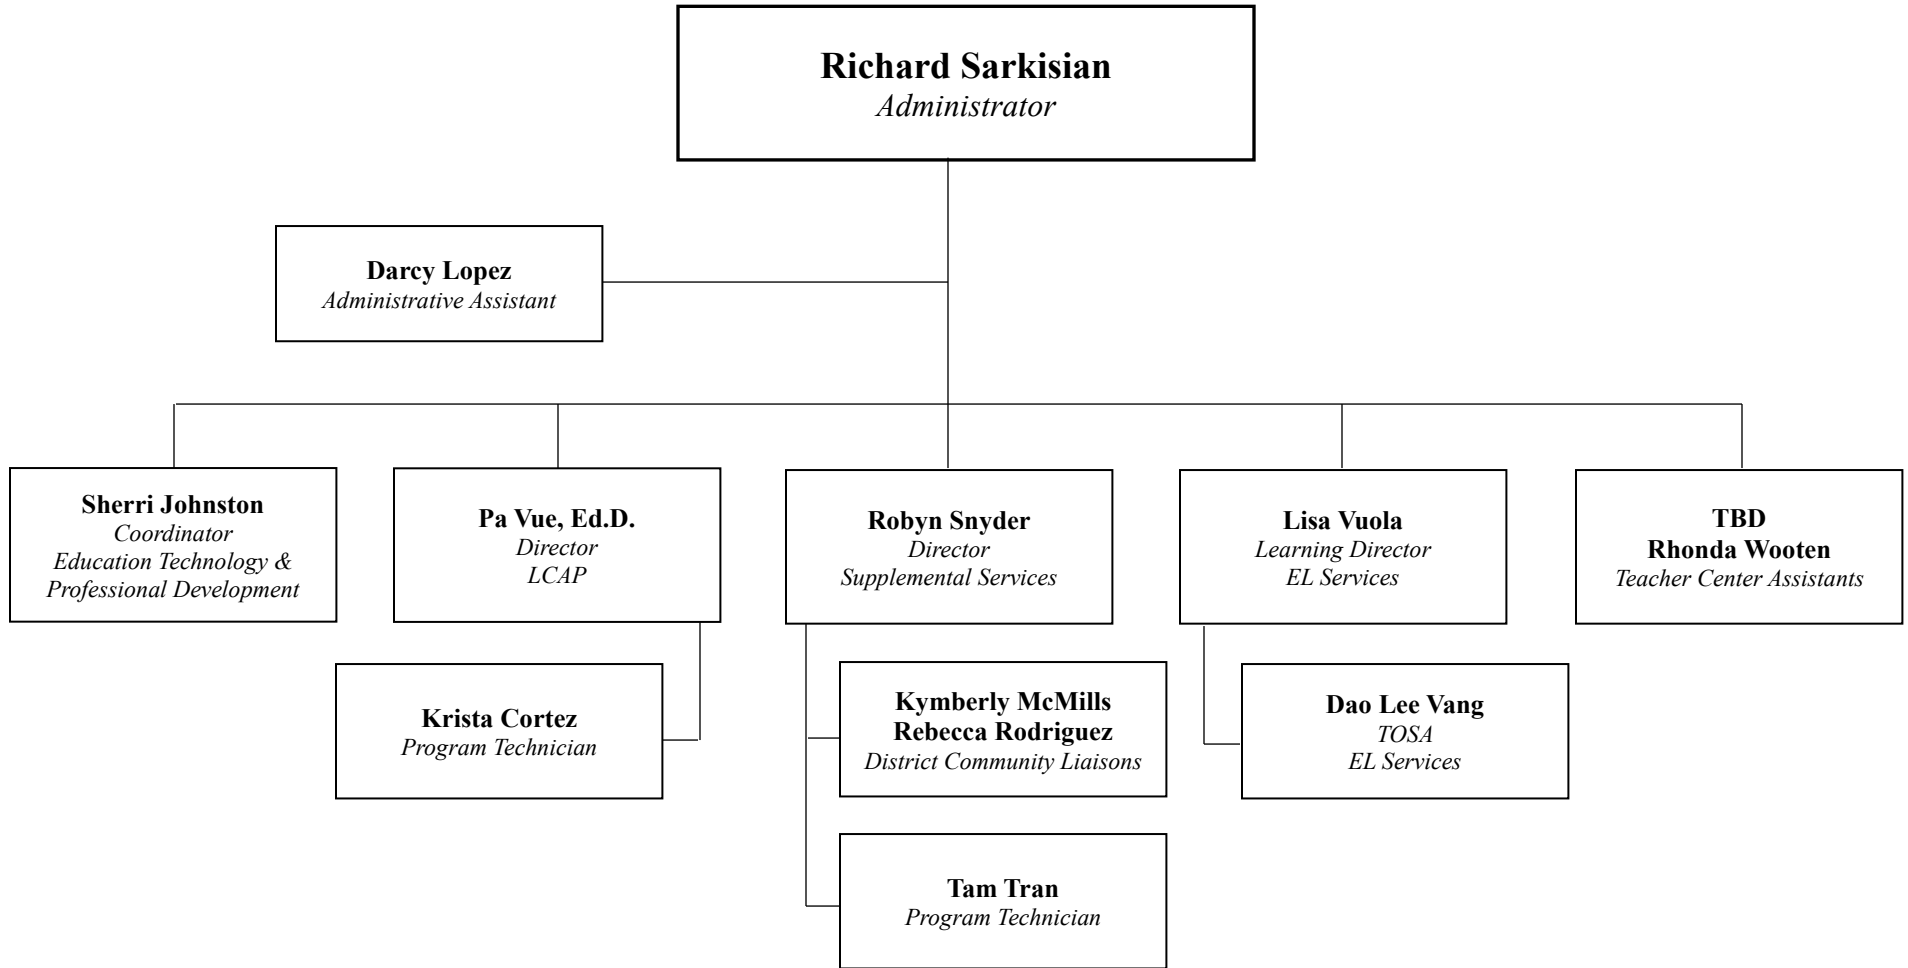 Richard Sarkisian
Administrator
Darcy Lopez
Administrative Assistant
Sherri Johnston
Coordinator
Education Technology &
Professional Development
Pa Vue, Ed.D.
Director
LCAP
Robyn Snyder
Director
Supplemental Services
Lisa Vuola
Learning Director
EL Services
TBD
Rhonda Wooten
Teacher Center Assistants
Krista Cortez
Program Technician
Kymberly McMills
Rebecca Rodriguez
District Community Liaisons
Dao Lee Vang
TOSA
EL Services
Tam Tran
Program Technician